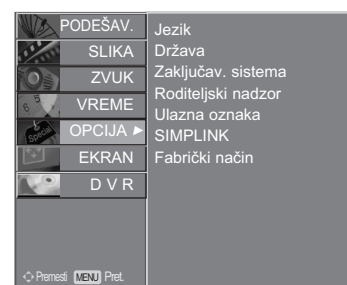 PODEŠAV.
SLIKA
ZVUK
VREME
OPCIJA ►
EKRAN
D V R
Jezik
Država
Zaključav. sistema
Roditeljski nadzor
Ulazna oznaka
SIMPLINK
Fabrički način
Premesti MENU Pret.